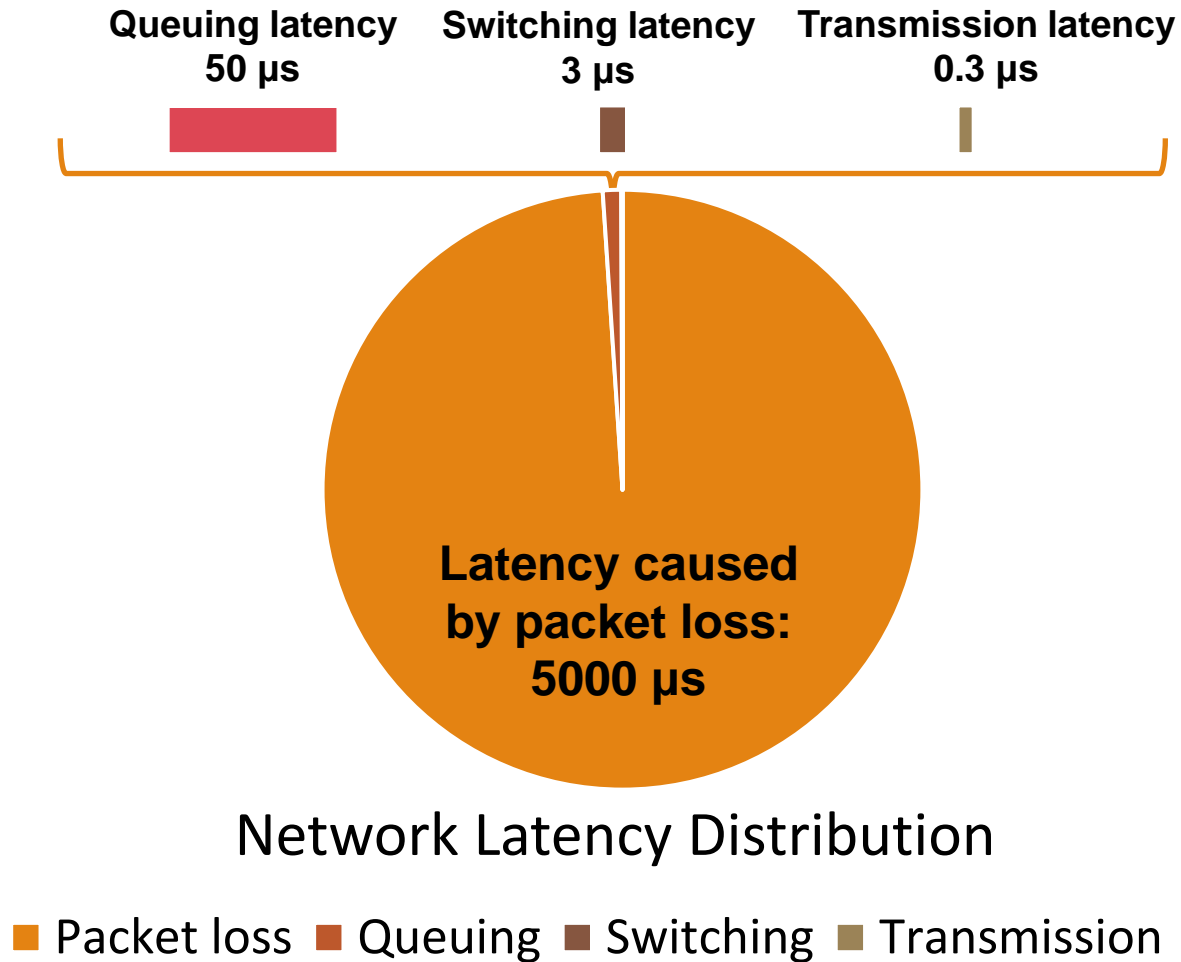 Queuing latency
50 μs
Switching latency
3 μs
Transmission latency
0.3 μs
Latency caused
by packet loss:
5000 μs
Network Latency Distribution
Packet loss Queuing Switching Transmission